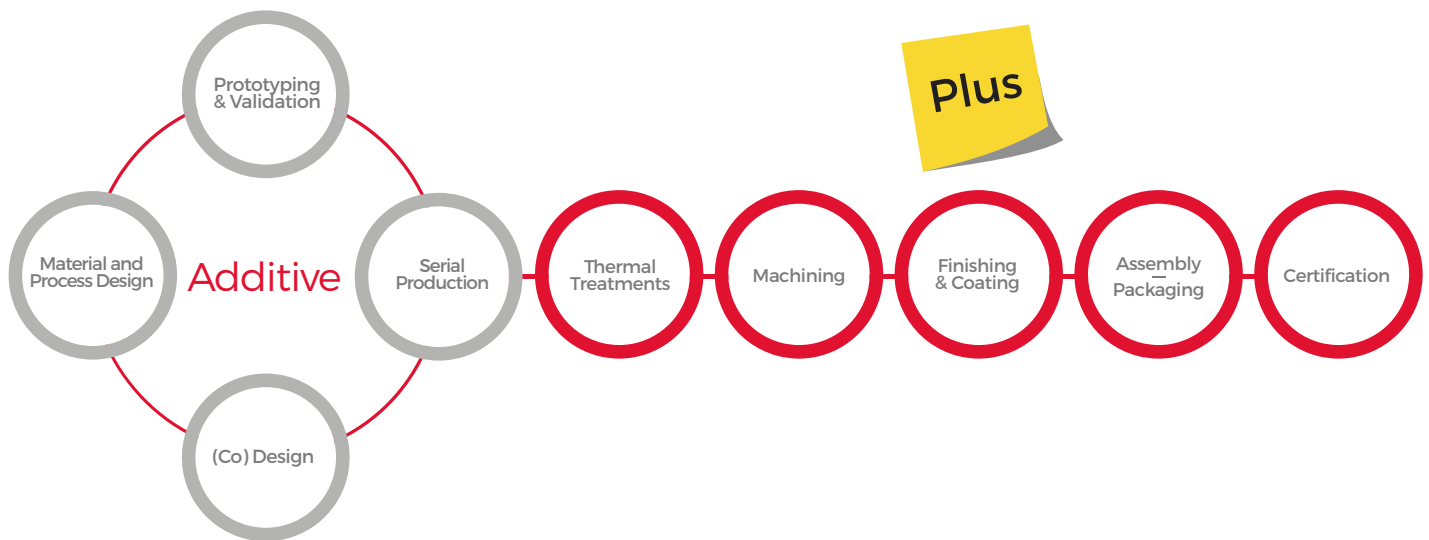 Prototyping
& Validation
Plus
Material and
Process Design
Additive
Serial
Production
Thermal
Treatments
Machining
Finishing
& Coating
Assembly
—
Packaging
Certification
(Co) Design